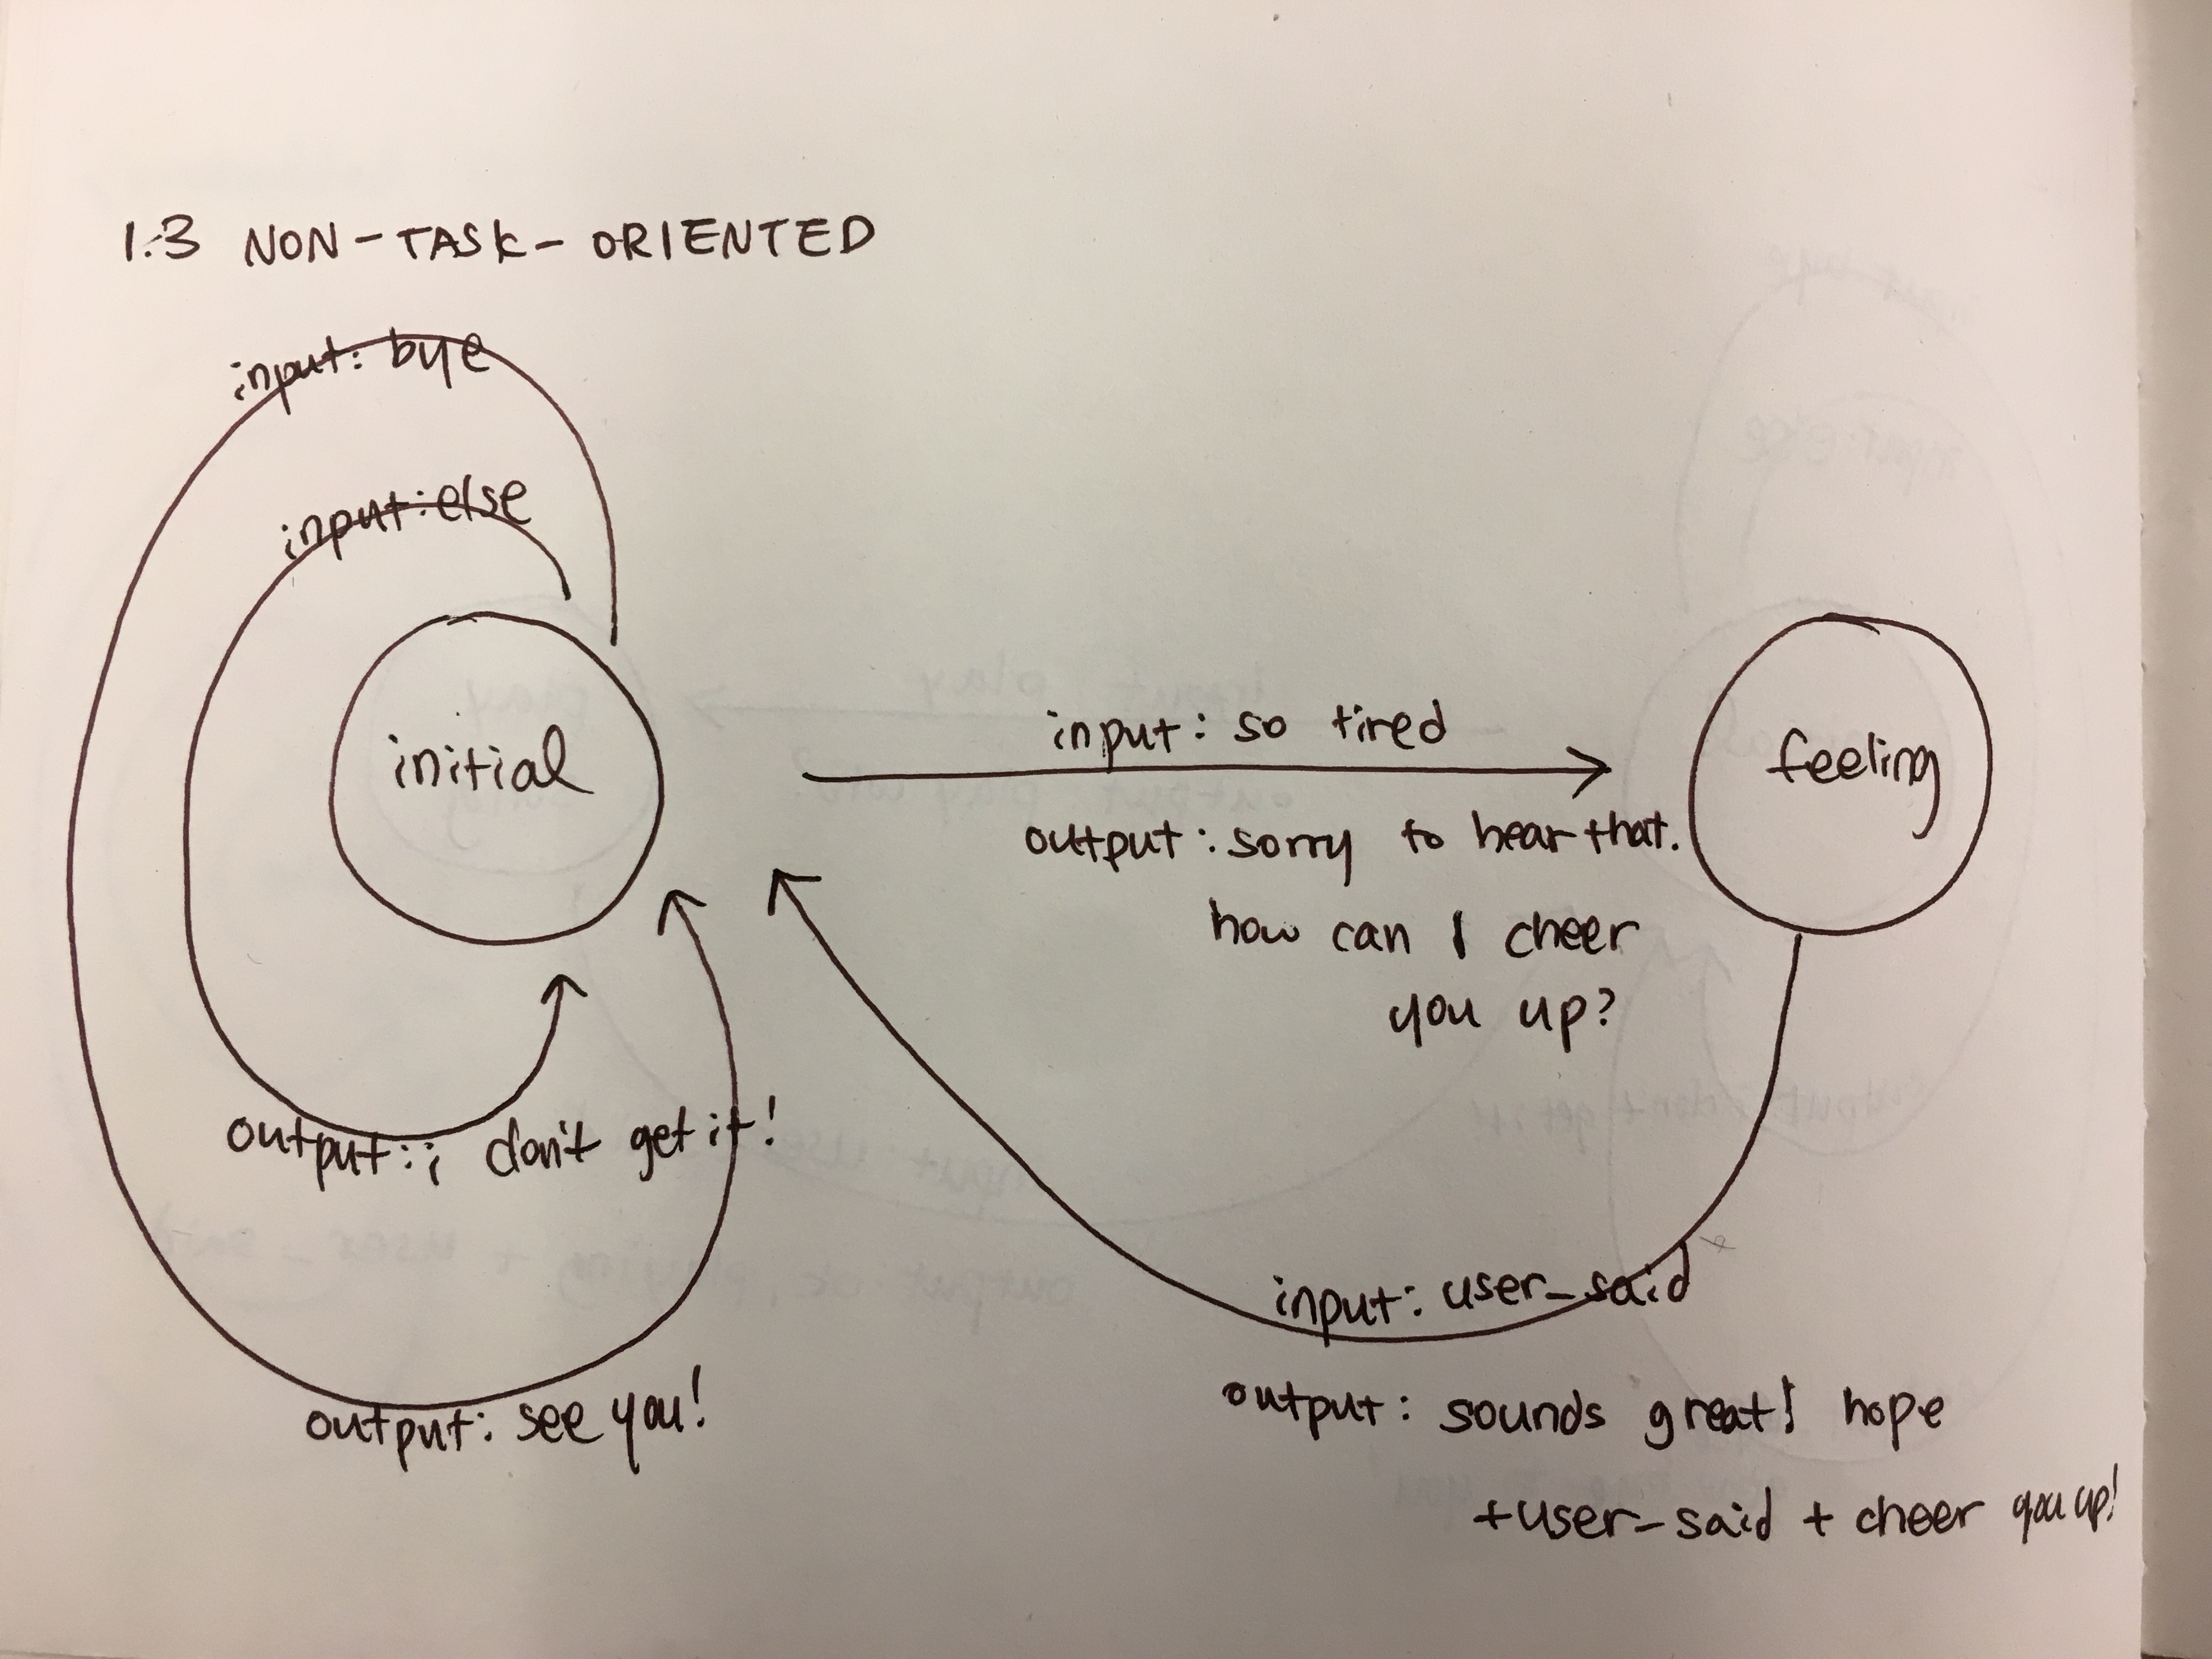 1.3 NON-TASK-ORIENTED
input: bye
input: else
initial
input: so tired
feeling
output: sorry to hear that.
how can I cheer
you up?
output: i don't get it!
input: user_said
output: see you!
output: sounds great! hope
+user_said + cheer you up!